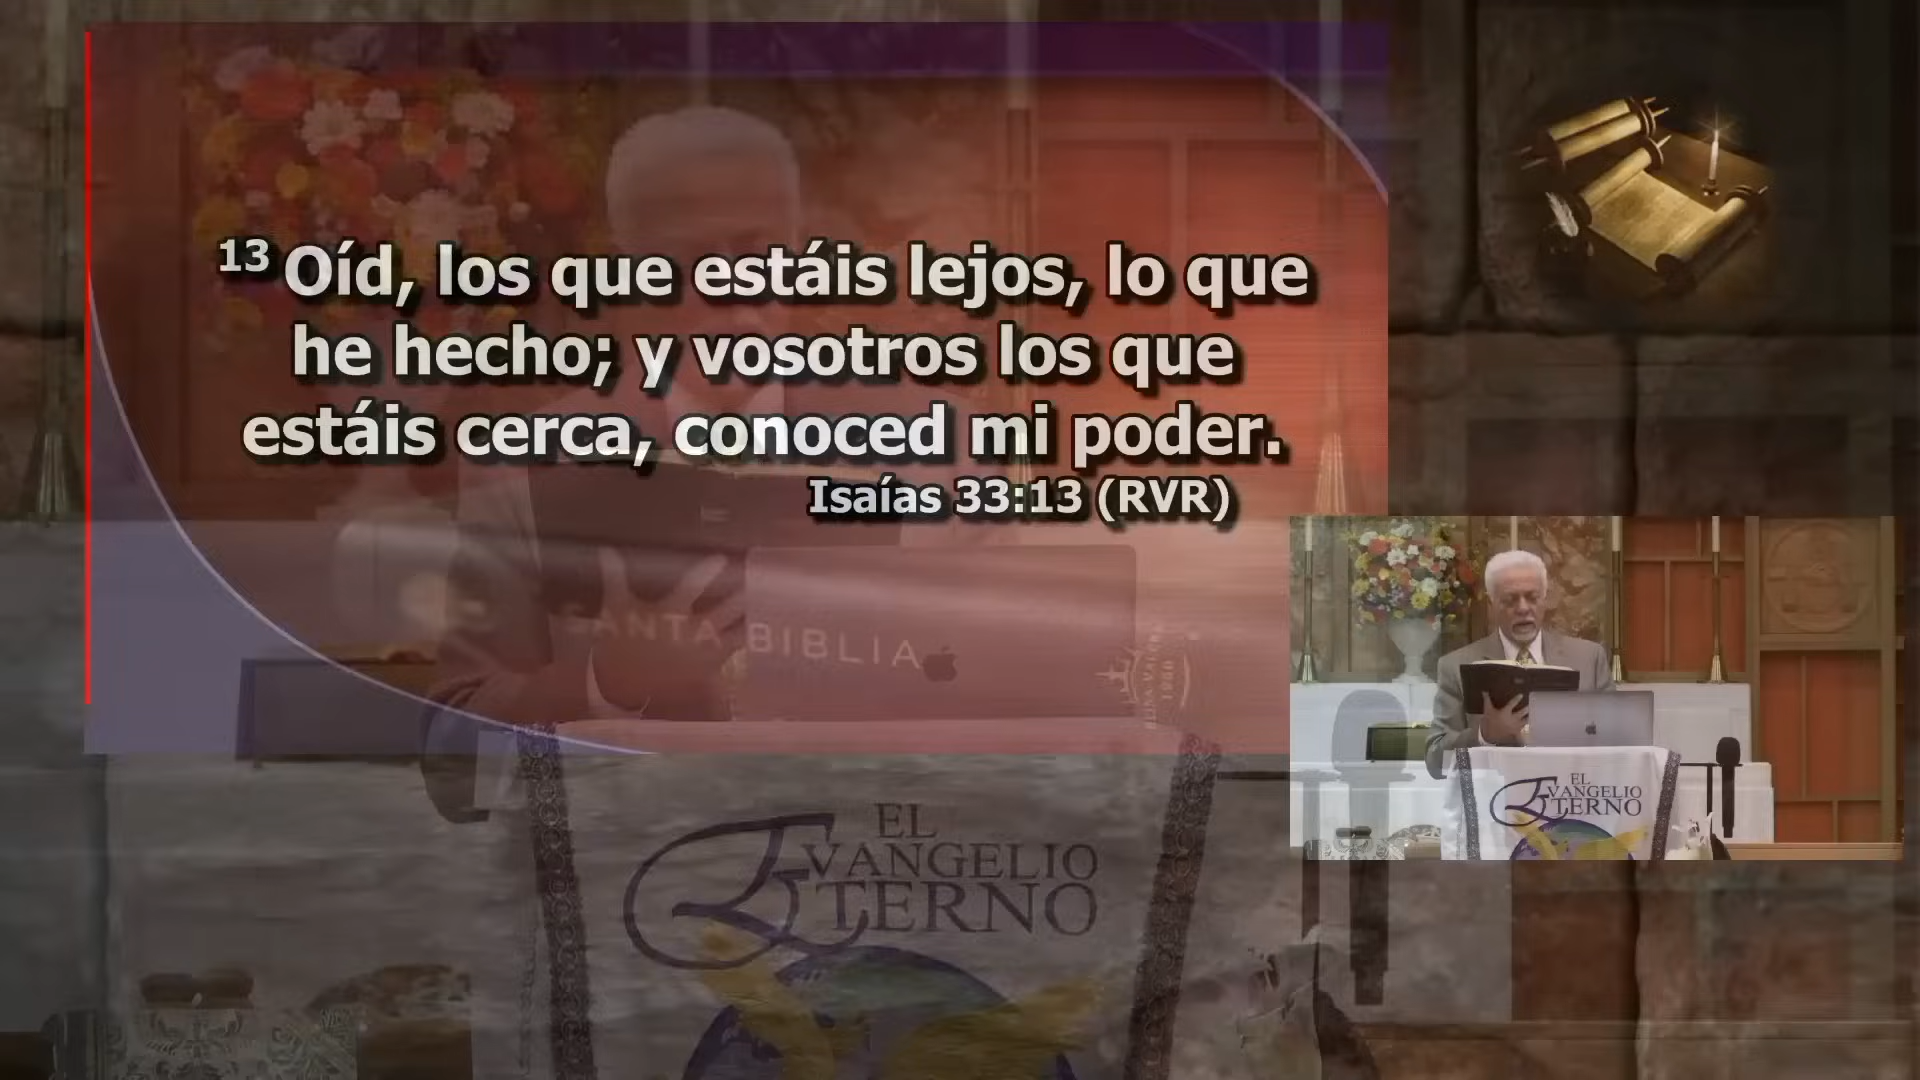 13 Oíd, los que estáis lejos, lo que
he hecho; y vosotros los que
estáis cerca, conoced mi poder.
Isaías 33:13 (RVR)
SANTA BIBLIA
EL
EVANGELIO
ETERNO
EL
EVANGELIO
ETERNO